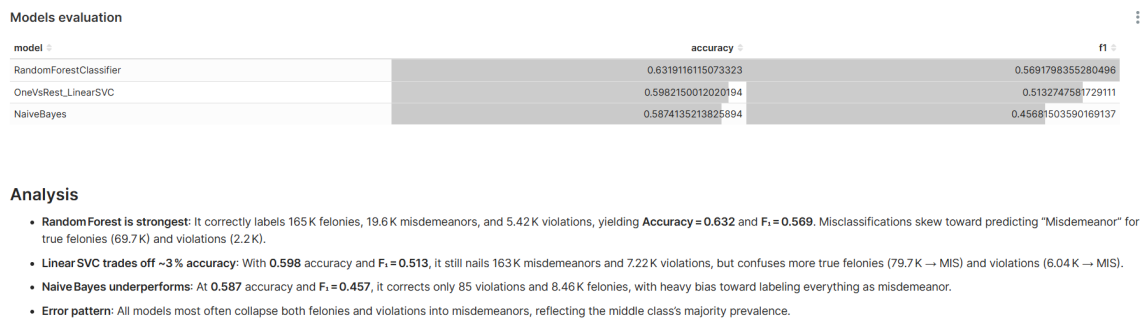 Models evaluation
model accuracy f1
RandomForestClassifier 0.6319116115073323 0.5691798355280496
OneVsRest_LinearSVC 0.5982150012020194 0.5132747581729111
NaiveBayes 0.5874135213825894 0.45681503590169137
Analysis
• Random Forest is strongest: It correctly labels 165 K felonies, 19.6 K misdemeanors, and 5.42 K violations, yielding Accuracy = 0.632 and F₁ = 0.569. Misclassifications skew toward predicting “Misdemeanor” for
true felonies (69.7 K) and violations (2.2 K).
• Linear SVC trades off ~3 % accuracy: With 0.598 accuracy and F₁ = 0.513, it still nails 163 K misdemeanors and 7.22 K violations, but confuses more true felonies (79.7 K → MIS) and violations (6.04 K → MIS).
• Naive Bayes underperforms: At 0.587 accuracy and F₁ = 0.457, it corrects only 85 violations and 8.46 K felonies, with heavy bias toward labeling everything as misdemeanor.
• Error pattern: All models most often collapse both felonies and violations into misdemeanors, reflecting the middle class’s majority prevalence.